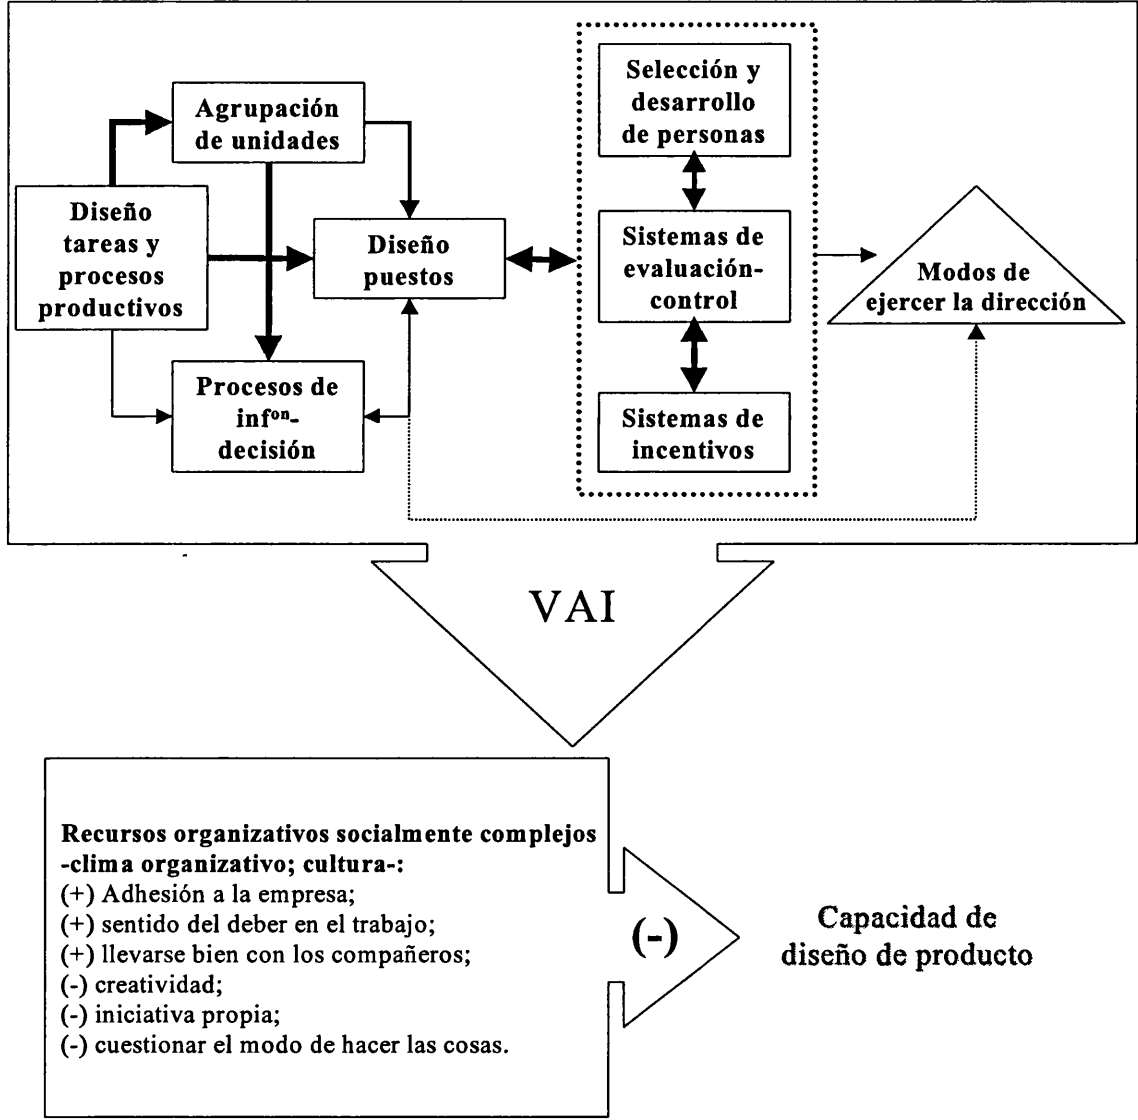 Agrupación
de unidades
Diseño
tareas y
procesos
productivos
Diseño
puestos
Procesos de
infᵒⁿ-
decisión
Selección y
desarrollo
de personas
Sistemas de
evaluación-
control
Sistemas de
incentivos
Modos de
ejercer la dirección
VAI
Recursos organizativos socialmente complejos
-clima organizativo; cultura-:
(+) Adhesión a la empresa;
(+) sentido del deber en el trabajo;
(+) llevarse bien con los compañeros;
(-) creatividad;
(-) iniciativa propia;
(-) cuestionar el modo de hacer las cosas.
(-)
Capacidad de
diseño de producto